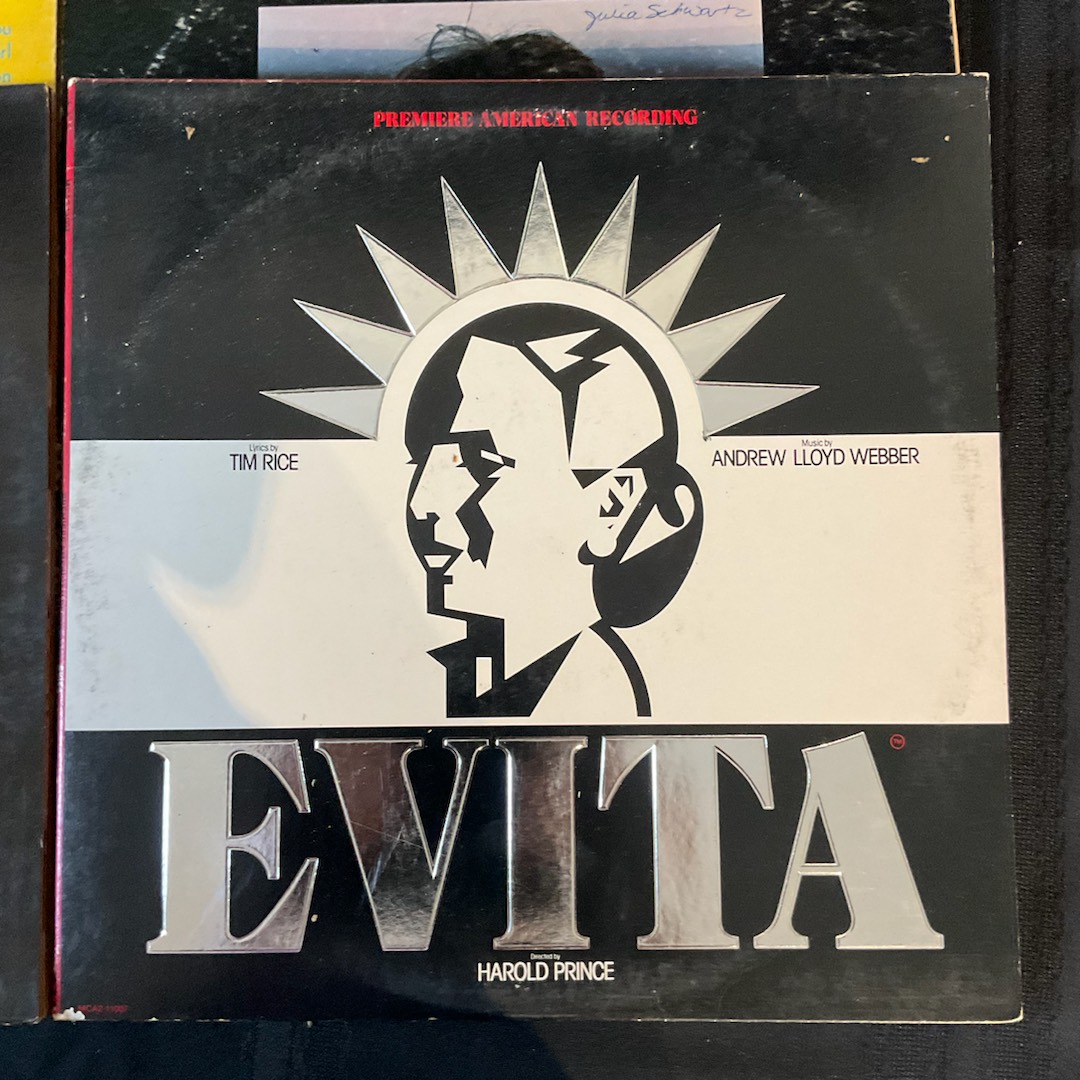 Julia Schwartz
PREMIERE AMERICAN RECORDING
Lyrics by
TIM RICE
Music by
ANDREW LLOYD WEBBER
EVITA
TM
Directed by
HAROLD PRINCE